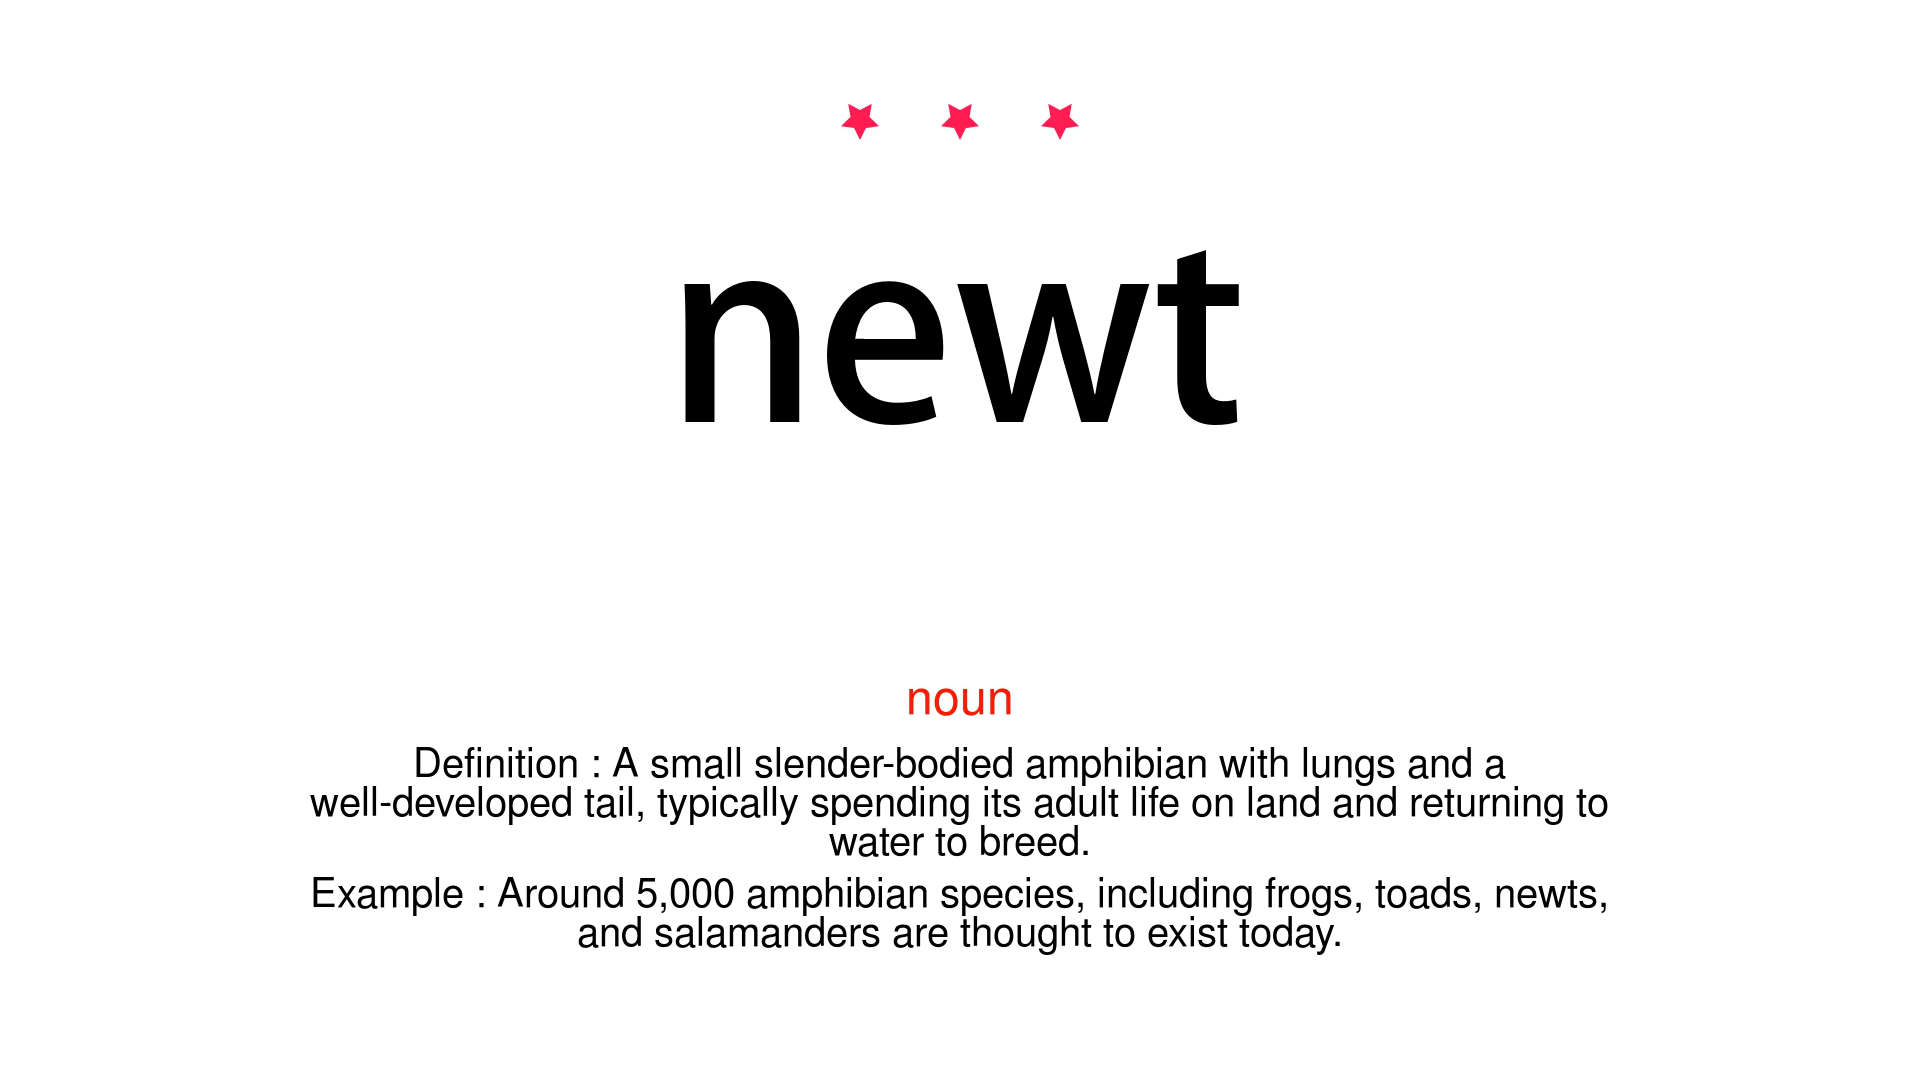 newt
noun
Definition : A small slender-bodied amphibian with lungs and a
well-developed tail, typically spending its adult life on land and returning to
water to breed.
Example : Around 5,000 amphibian species, including frogs, toads, newts,
and salamanders are thought to exist today.